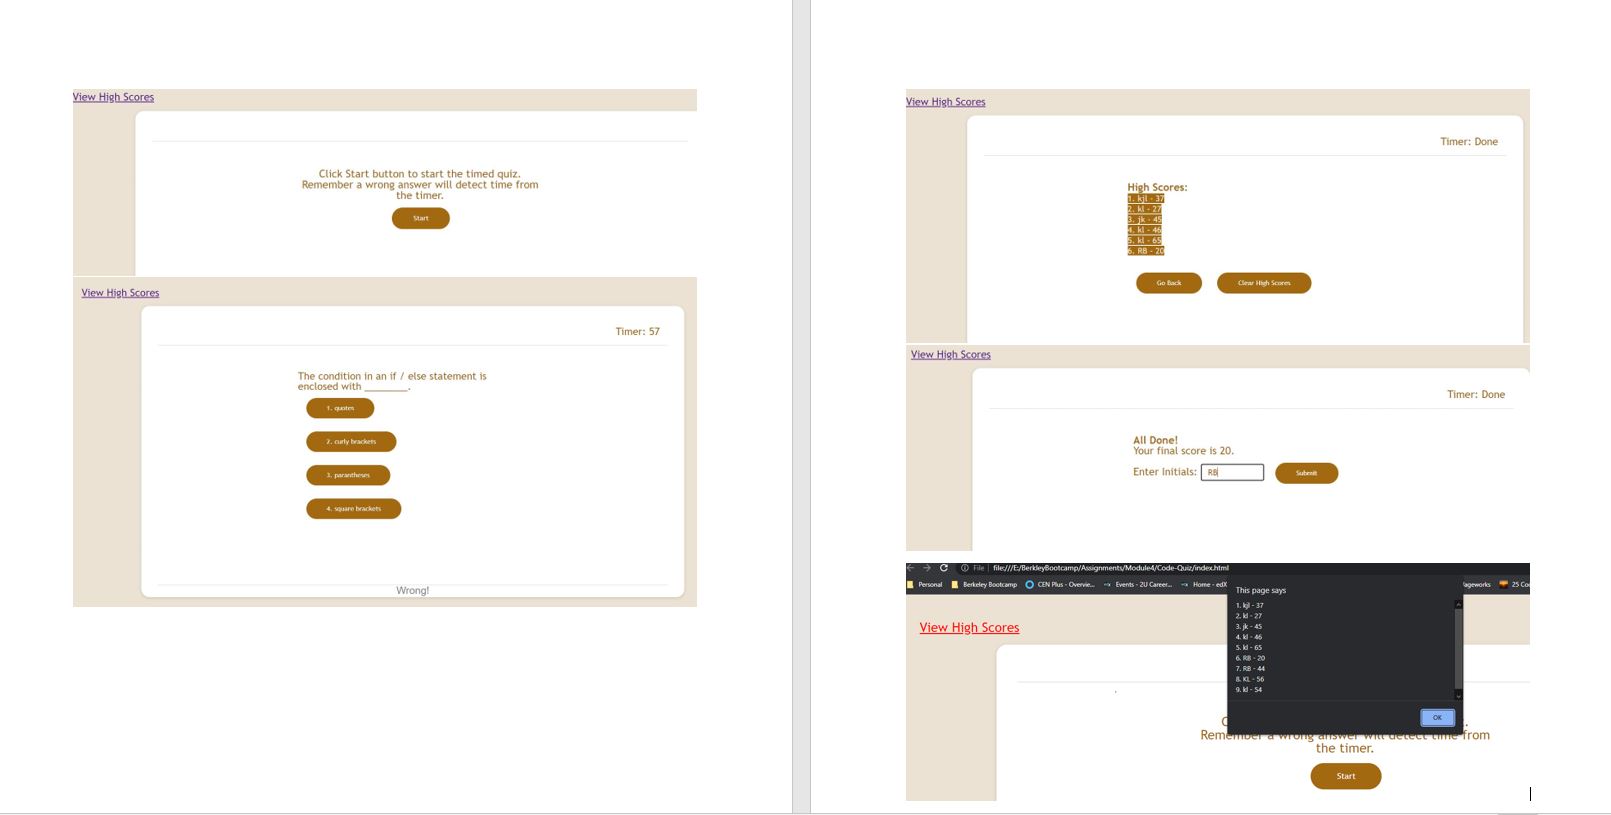 View High Scores
Click Start button to start the timed quiz.
Remember a wrong answer will detect time from
the timer.
Start
View High Scores
Timer: 57
The condition in an if / else statement is
enclosed with _______.
1. quotes
2. curly brackets
3. parantheses
4. square brackets
Wrong!
View High Scores
Timer: Done
High Scores:
1. kjl - 37
2. kl - 27
3. jk - 45
4. kl - 46
5. kl - 65
6. RB - 20
Go Back
Clear High Scores
View High Scores
Timer: Done
All Done!
Your final score is 20.
Enter Initials: RB
Submit
File file:///E:/BerkleyBootcamp/Assignments/Module4/Code-Quiz/index.html
Personal
Berkeley Bootcamp
CEN Plus - Overvie...
Events - 2U Career...
Home - edX
25 Co
This page says
1. kjl - 37
2. kl - 27
3. jk - 45
4. kl - 46
5. kl - 65
6. RB - 20
7. RB - 44
8. KL - 56
9. kl - 54
OK
View High Scores
Remember a wrong answer will detect time from
the timer.
Start